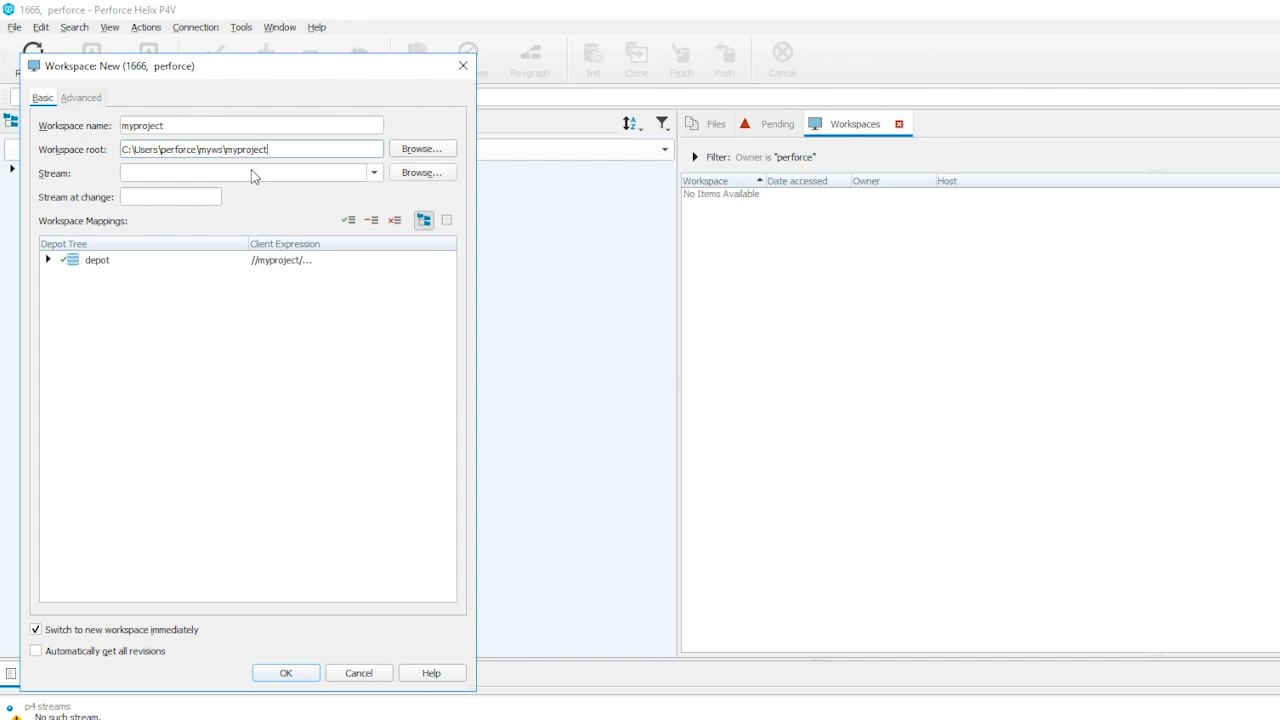 1666, perforce - Perforce Helix P4V
File Edit Search View Actions Connection Tools Window Help
Revgraph Init Clone Fetch Push Cancel
Workspace: New (1666, perforce)
Basic Advanced
Workspace name: myproject
Workspace root: C:\Users\perforce\myws\myproject Browse...
Stream: Browse...
Stream at change:
Workspace Mappings:
Depot Tree Client Expression
depot //myproject/...
Switch to new workspace immediately
Automatically get all revisions
OK Cancel Help
Files Pending Workspaces
Filter: Owner is "perforce"
Workspace Date accessed Owner Host
No Items Available
p4 streams
No such stream.